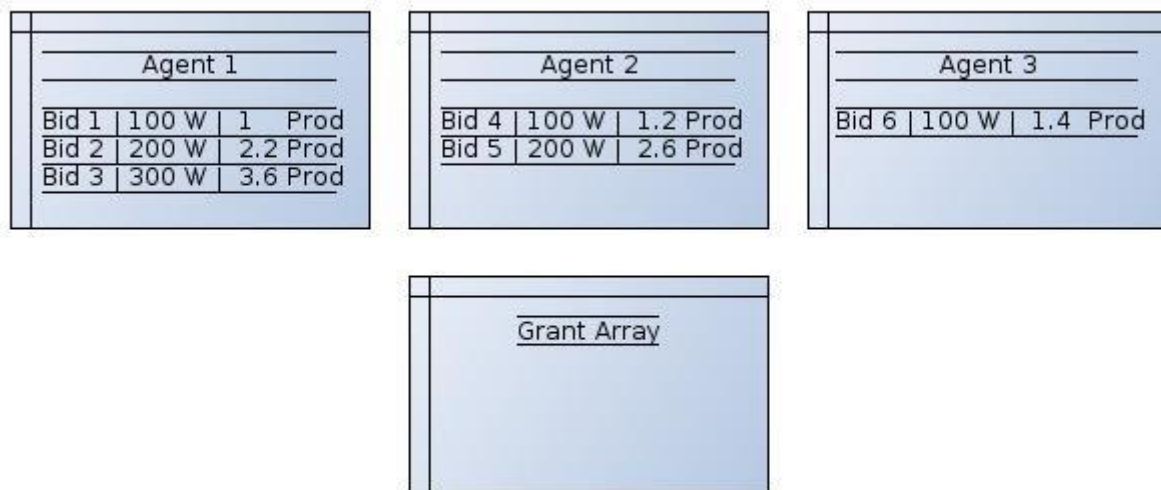 Agent 1
Bid 1 | 100 W | 1 Prod
Bid 2 | 200 W | 2.2 Prod
Bid 3 | 300 W | 3.6 Prod
Agent 2
Bid 4 | 100 W | 1.2 Prod
Bid 5 | 200 W | 2.6 Prod
Agent 3
Bid 6 | 100 W | 1.4 Prod
Grant Array